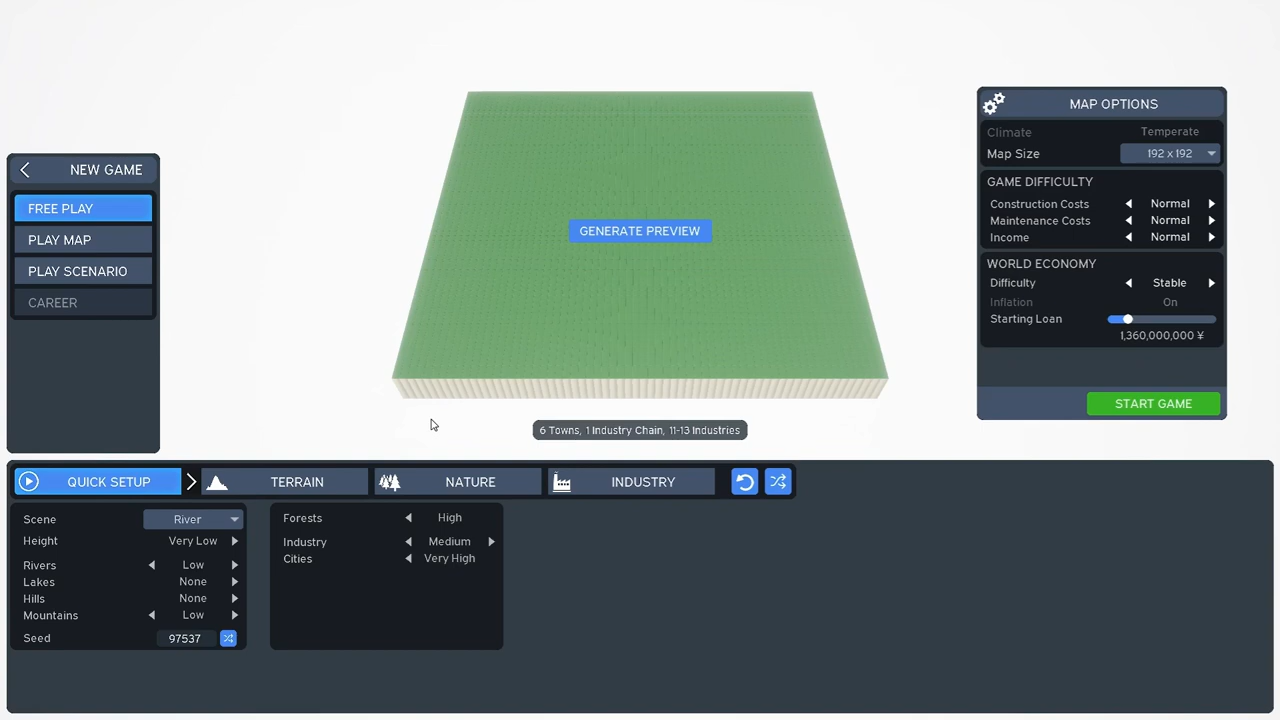 NEW GAME
FREE PLAY
PLAY MAP
PLAY SCENARIO
CAREER
GENERATE PREVIEW
6 Towns, 1 Industry Chain, 11-13 Industries
MAP OPTIONS
Climate Temperate
Map Size 192 x 192
GAME DIFFICULTY
Construction Costs Normal
Maintenance Costs Normal
Income Normal
WORLD ECONOMY
Difficulty Stable
Inflation On
Starting Loan
1,360,000,000 ¥
START GAME
QUICK SETUP TERRAIN NATURE INDUSTRY
Scene River
Height Very Low
Rivers Low
Lakes None
Hills None
Mountains Low
Seed 97537
Forests High
Industry Medium
Cities Very High